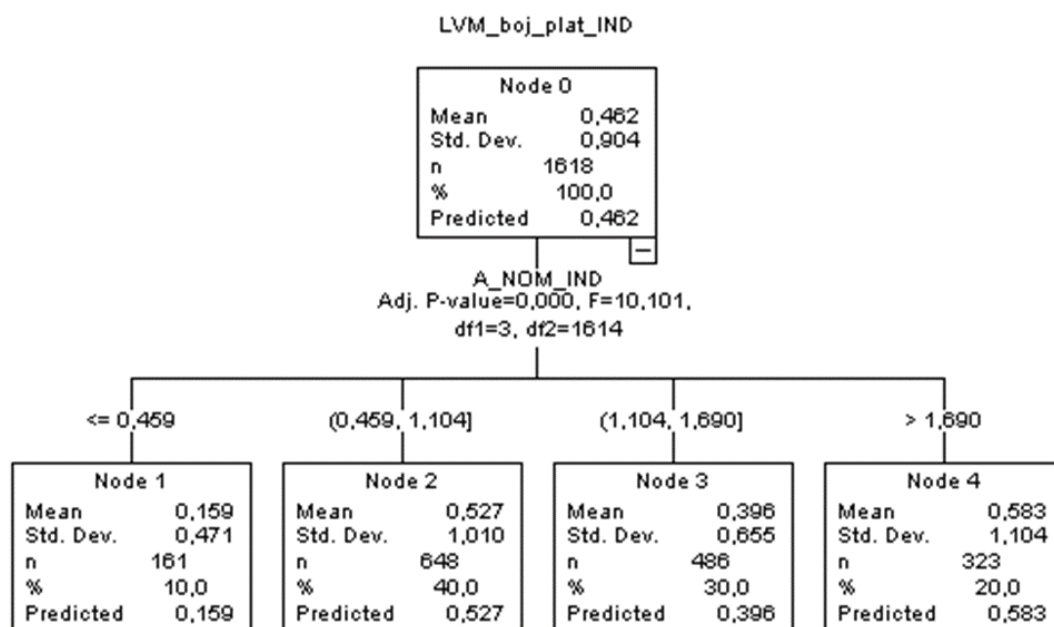 LVM_boj_plat_IND
Node 0
Mean 0,462
Std. Dev. 0,904
n 1618
% 100,0
Predicted 0,462
A_NOM_IND
Adj. P-value=0,000, F=10,101,
df1=3, df2=1614
<= 0,459
(0,459, 1,104]
(1,104, 1,690]
> 1,690
Node 1
Mean 0,159
Std. Dev. 0,471
n 161
% 10,0
Predicted 0,159
Node 2
Mean 0,527
Std. Dev. 1,010
n 648
% 40,0
Predicted 0,527
Node 3
Mean 0,396
Std. Dev. 0,655
n 486
% 30,0
Predicted 0,396
Node 4
Mean 0,583
Std. Dev. 1,104
n 323
% 20,0
Predicted 0,583